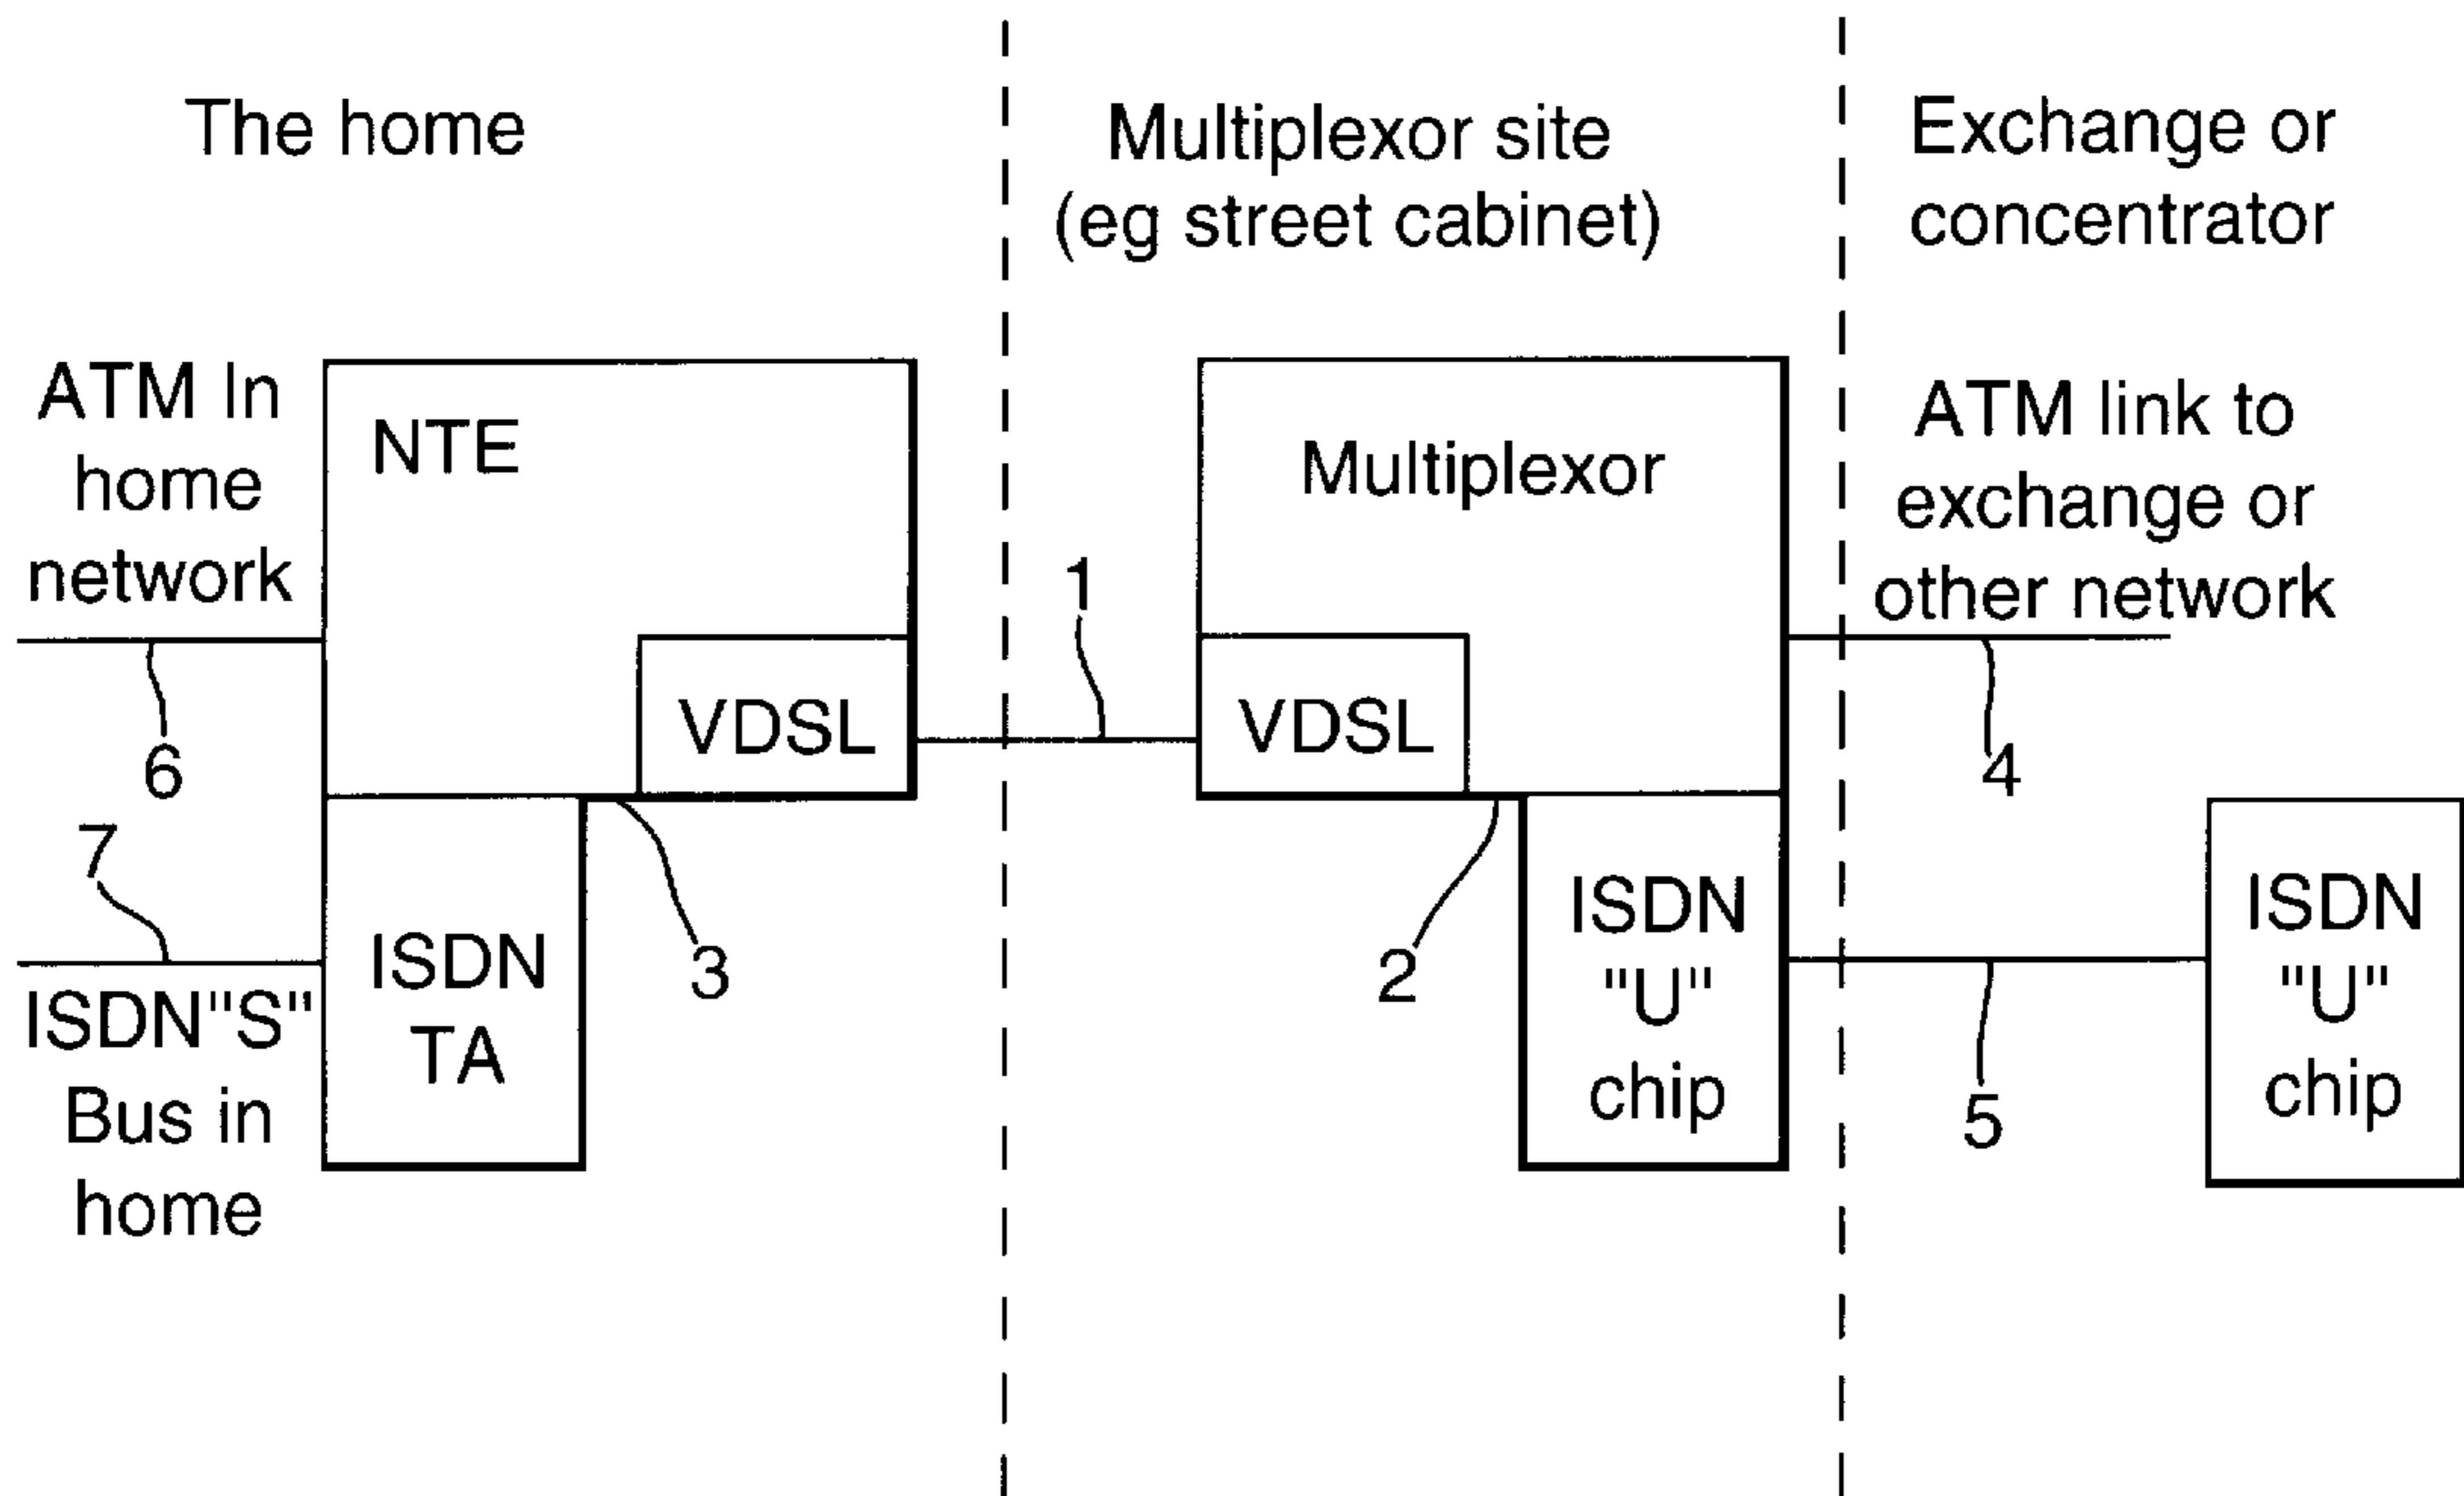 The home
Multiplexor site
(eg street cabinet)
Exchange or
concentrator
ATM In
home
network
NTE
VDSL
1
Multiplexor
VDSL
ATM link to
exchange or
other network
6
4
7
ISDN"S"
Bus in
home
ISDN
TA
3
2
ISDN
"U"
chip
5
ISDN
"U"
chip